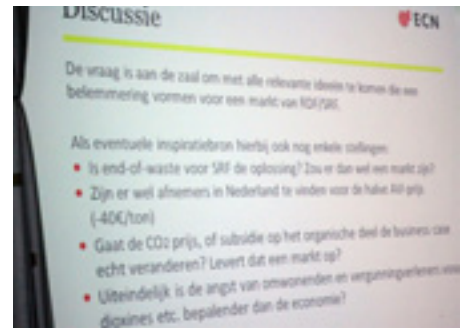 Discussie
ECN
De vraag is aan de zaal om met alle relevante ideeën te komen die een
belemmering vormen voor een markt van RDF/SRF.
Als eventuele inspiratiebron hierbij ook nog enkele stellingen
• Is end-of-waste voor SRF de oplossing? Zou er dan wel een markt zijn?
• Zijn er wel afnemers in Nederland te vinden voor de halve AVI-prijs
(-40€/ton)
• Gaat de CO2 prijs, of subsidie op het organische deel de business case
echt veranderen? Levert dat een markt op?
• Uiteindelijk is de angst van omwonenden en vergunningverleners voor
dioxines etc. bepalender dan de economie?